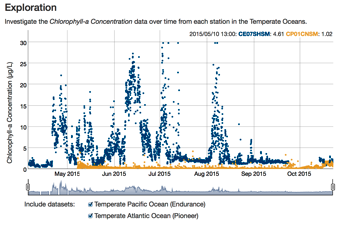 Exploration
Investigate the Chlorophyll-a Concentration data over time from each station in the Temperate Oceans.
2015/05/10 13:00: CE07SHSM: 4.61 CP01CNSM: 1.02
Chlorophyll-a Concentration (µg/L)
30
25
20
15
10
5
0
May 2015 Jun 2015 Jul 2015 Aug 2015 Sep 2015 Oct 2015
Include datasets:
Temperate Pacific Ocean (Endurance)
Temperate Atlantic Ocean (Pioneer)